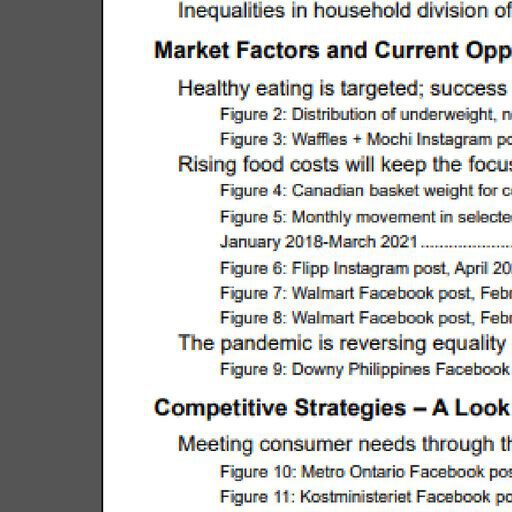 Inequalities in household division of
Market Factors and Current Opp
Healthy eating is targeted; success
Figure 2: Distribution of underweight, n
Figure 3: Waffles + Mochi Instagram po
Rising food costs will keep the focus
Figure 4: Canadian basket weight for c
Figure 5: Monthly movement in selecte
January 2018-March 2021......................
Figure 6: Flipp Instagram post, April 20
Figure 7: Walmart Facebook post, Febr
Figure 8: Walmart Facebook post, Febr
The pandemic is reversing equality
Figure 9: Downy Philippines Facebook
Competitive Strategies – A Look
Meeting consumer needs through th
Figure 10: Metro Ontario Facebook pos
Figure 11: Kostministeriet Facebook po